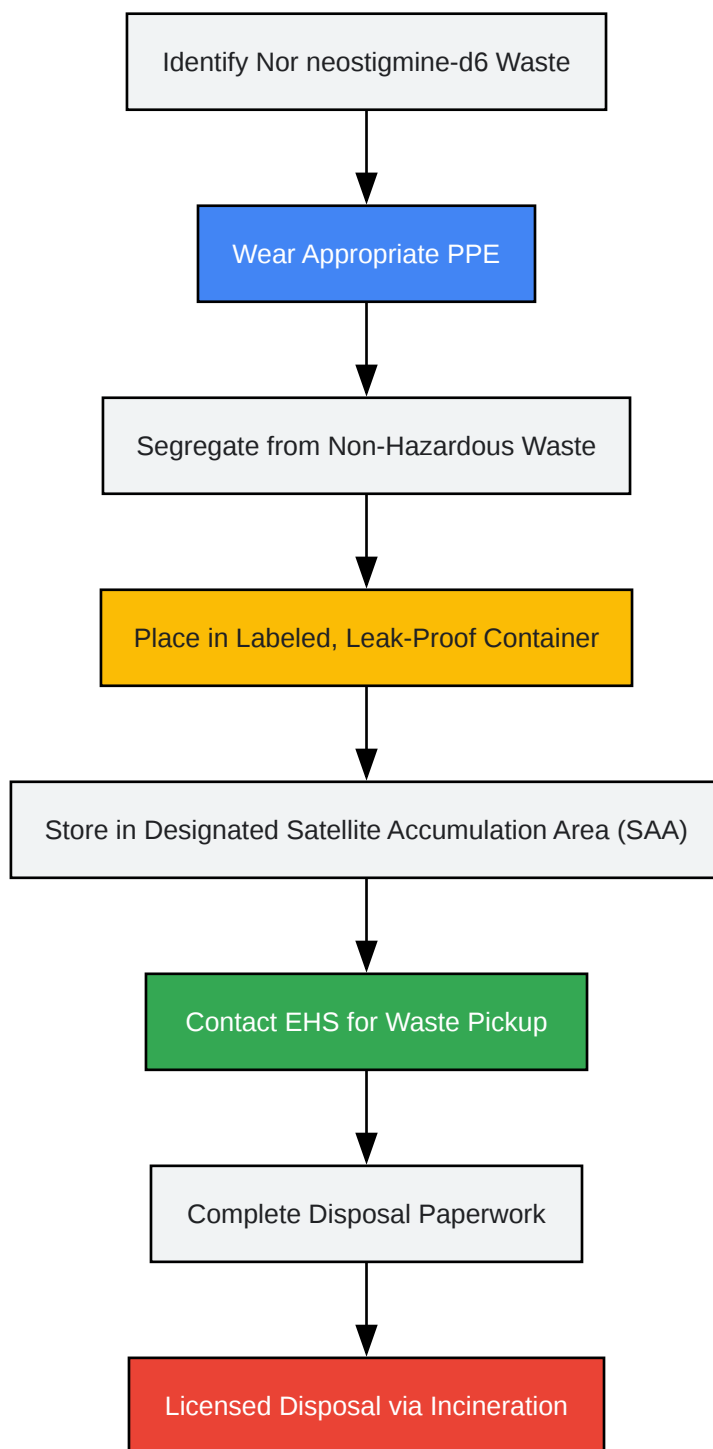 Identify Nor neostigmine-d6 Waste
Wear Appropriate PPE
Segregate from Non-Hazardous Waste
Place in Labeled, Leak-Proof Container
Store in Designated Satellite Accumulation Area (SAA)
Contact EHS for Waste Pickup
Complete Disposal Paperwork
Licensed Disposal via Incineration